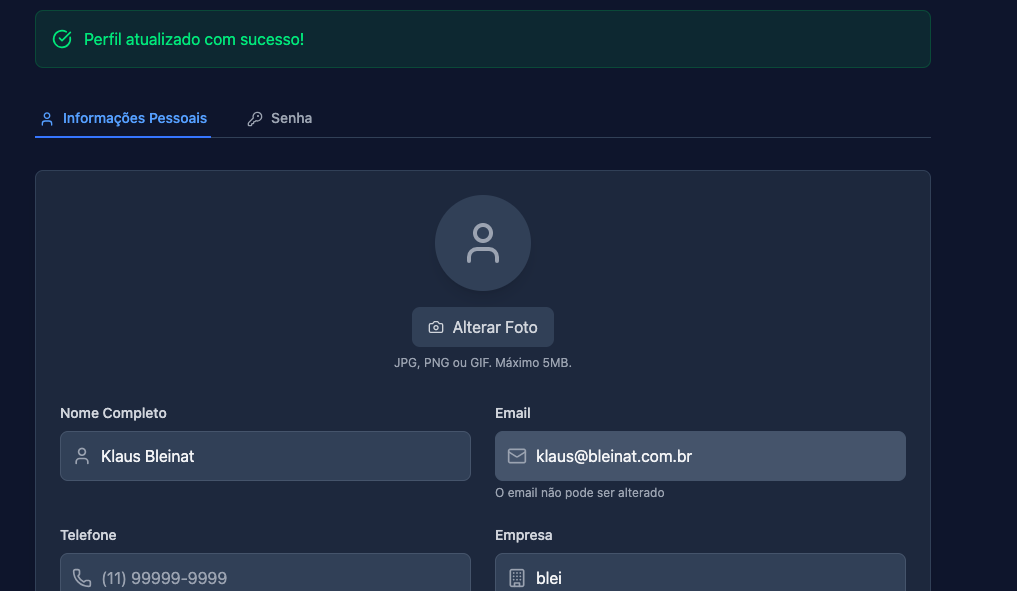 Perfil atualizado com sucesso!
Informações Pessoais
Senha
Alterar Foto
JPG, PNG ou GIF. Máximo 5MB.
Nome Completo
Klaus Bleinat
Email
klaus@bleinat.com.br
O email não pode ser alterado
Telefone
(11) 99999-9999
Empresa
blei